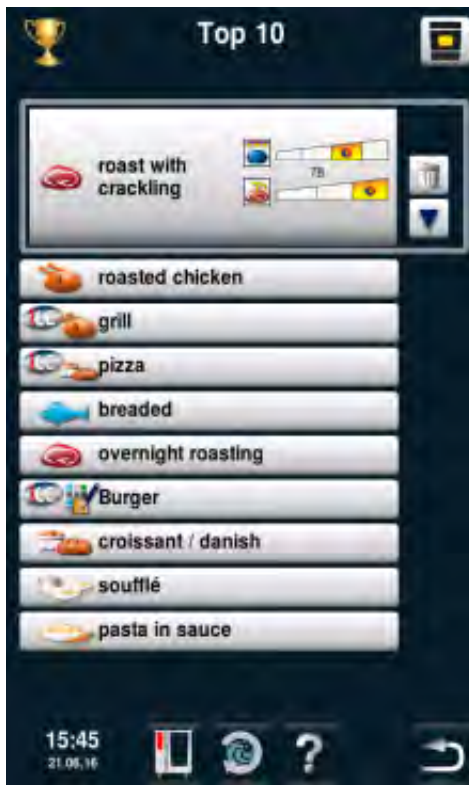 Top 10
roast with
crackling
78
roasted chicken
grill
pizza
breaded
overnight roasting
Burger
croissant / danish
soufflé
pasta in sauce
15:45
21.06.16
?